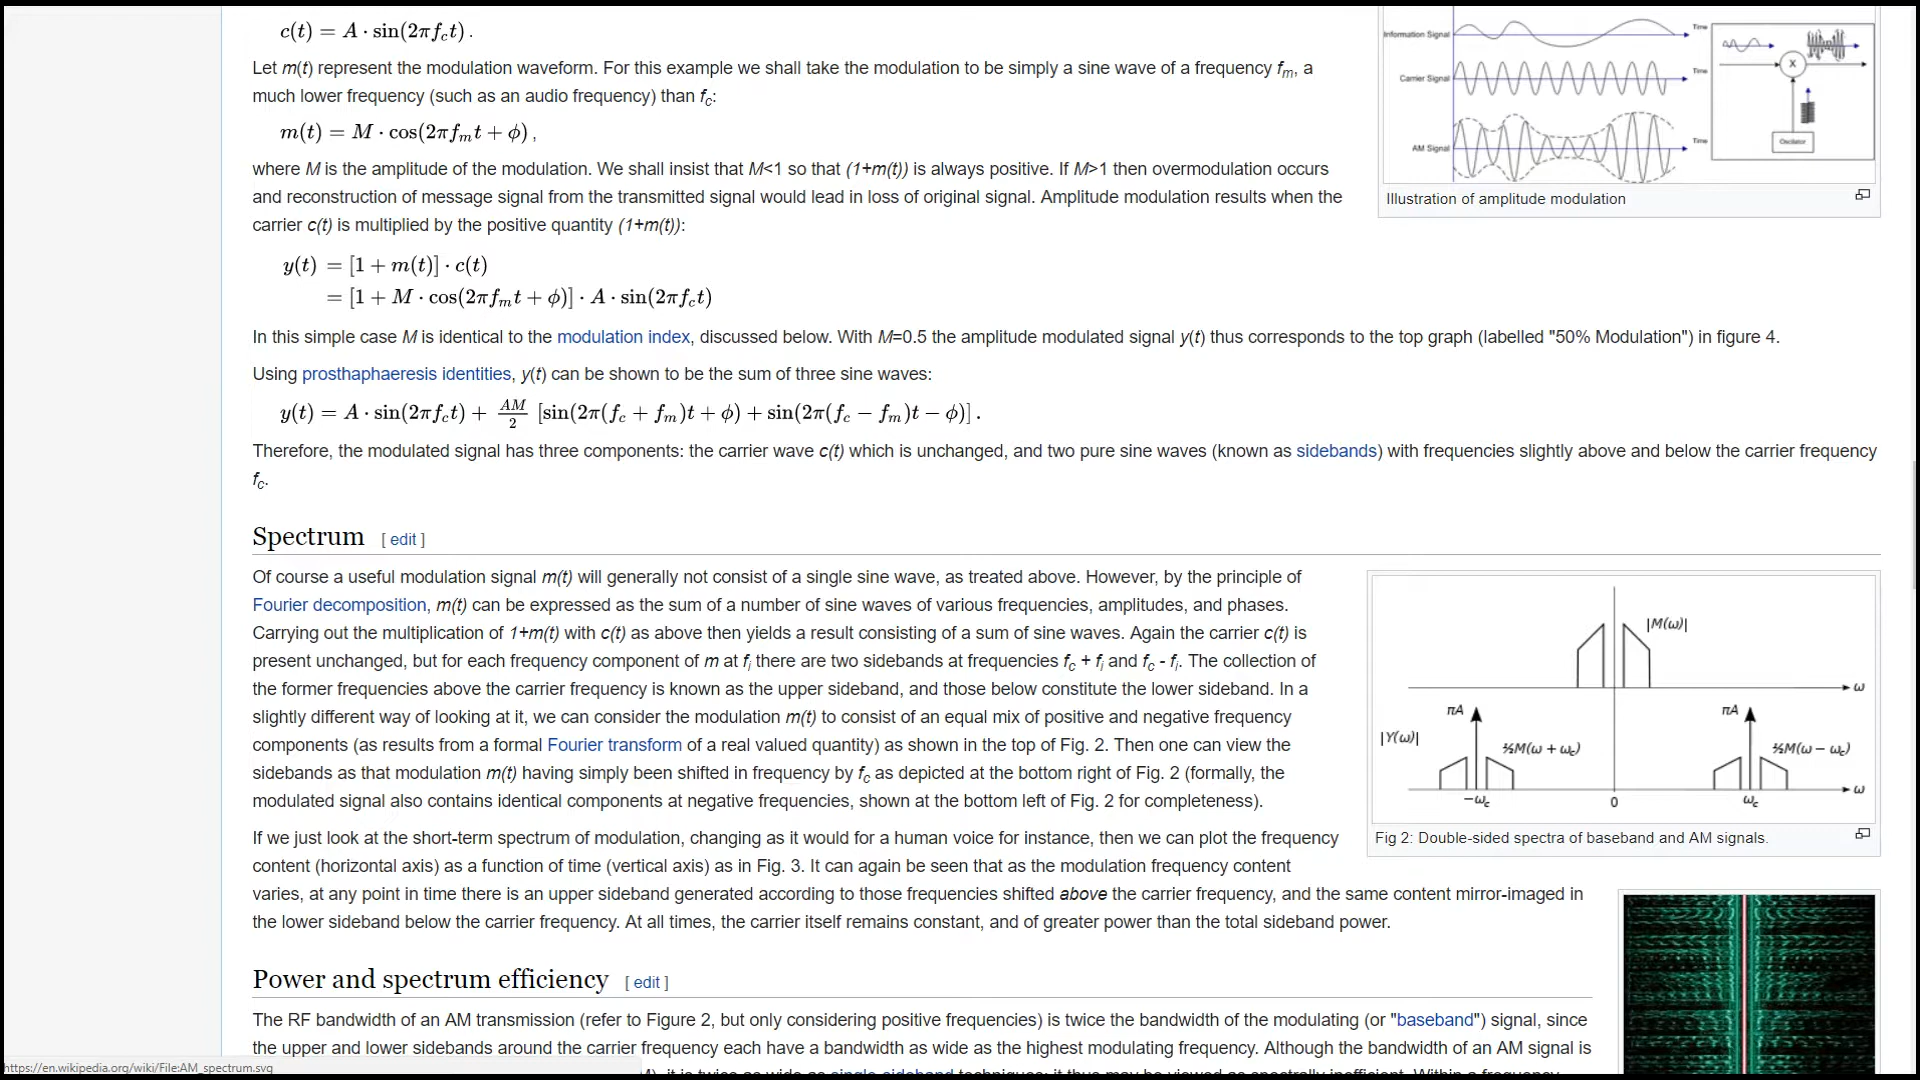 c(t) = A · sin(2πf_c t) .
Let m(t) represent the modulation waveform. For this example we shall take the modulation to be simply a sine wave of a frequency f_m, a
much lower frequency (such as an audio frequency) than f_c:
m(t) = M · cos(2πf_m t + ϕ) ,
where M is the amplitude of the modulation. We shall insist that M<1 so that (1+m(t)) is always positive. If M>1 then overmodulation occurs
and reconstruction of message signal from the transmitted signal would lead in loss of original signal. Amplitude modulation results when the
carrier c(t) is multiplied by the positive quantity (1+m(t)):
y(t) = [1 + m(t)] · c(t)
= [1 + M · cos(2πf_m t + ϕ)] · A · sin(2πf_c t)
Information Signal
Time
Carrier Signal
Time
AM Signal
Time
X
Oscilator
Illustration of amplitude modulation
In this simple case M is identical to the modulation index, discussed below. With M=0.5 the amplitude modulated signal y(t) thus corresponds to the top graph (labelled "50% Modulation") in figure 4.
Using prosthaphaeresis identities, y(t) can be shown to be the sum of three sine waves:
y(t) = A · sin(2πf_c t) + AM/2 [sin(2π(f_c + f_m)t + ϕ) + sin(2π(f_c − f_m)t − ϕ)] .
Therefore, the modulated signal has three components: the carrier wave c(t) which is unchanged, and two pure sine waves (known as sidebands) with frequencies slightly above and below the carrier frequency
f_c.
Spectrum [ edit ]
Of course a useful modulation signal m(t) will generally not consist of a single sine wave, as treated above. However, by the principle of
Fourier decomposition, m(t) can be expressed as the sum of a number of sine waves of various frequencies, amplitudes, and phases.
Carrying out the multiplication of 1+m(t) with c(t) as above then yields a result consisting of a sum of sine waves. Again the carrier c(t) is
present unchanged, but for each frequency component of m at f_i there are two sidebands at frequencies f_c + f_i and f_c - f_i. The collection of
the former frequencies above the carrier frequency is known as the upper sideband, and those below constitute the lower sideband. In a
slightly different way of looking at it, we can consider the modulation m(t) to consist of an equal mix of positive and negative frequency
components (as results from a formal Fourier transform of a real valued quantity) as shown in the top of Fig. 2. Then one can view the
sidebands as that modulation m(t) having simply been shifted in frequency by f_c as depicted at the bottom right of Fig. 2 (formally, the
modulated signal also contains identical components at negative frequencies, shown at the bottom left of Fig. 2 for completeness).
|M(ω)|
ω
πA
πA
|Y(ω)|
½M(ω + ω_c)
½M(ω − ω_c)
ω
−ω_c
0
ω_c
Fig 2: Double-sided spectra of baseband and AM signals.
If we just look at the short-term spectrum of modulation, changing as it would for a human voice for instance, then we can plot the frequency
content (horizontal axis) as a function of time (vertical axis) as in Fig. 3. It can again be seen that as the modulation frequency content
varies, at any point in time there is an upper sideband generated according to those frequencies shifted above the carrier frequency, and the same content mirror-imaged in
the lower sideband below the carrier frequency. At all times, the carrier itself remains constant, and of greater power than the total sideband power.
Power and spectrum efficiency [ edit ]
The RF bandwidth of an AM transmission (refer to Figure 2, but only considering positive frequencies) is twice the bandwidth of the modulating (or "baseband") signal, since
the upper and lower sidebands around the carrier frequency each have a bandwidth as wide as the highest modulating frequency. Although the bandwidth of an AM signal is
https://en.wikipedia.org/wiki/File:AM_spectrum.svg
it is twice as wide as single-sideband techniques; it thus may be viewed as spectrally inefficient. Within a frequency